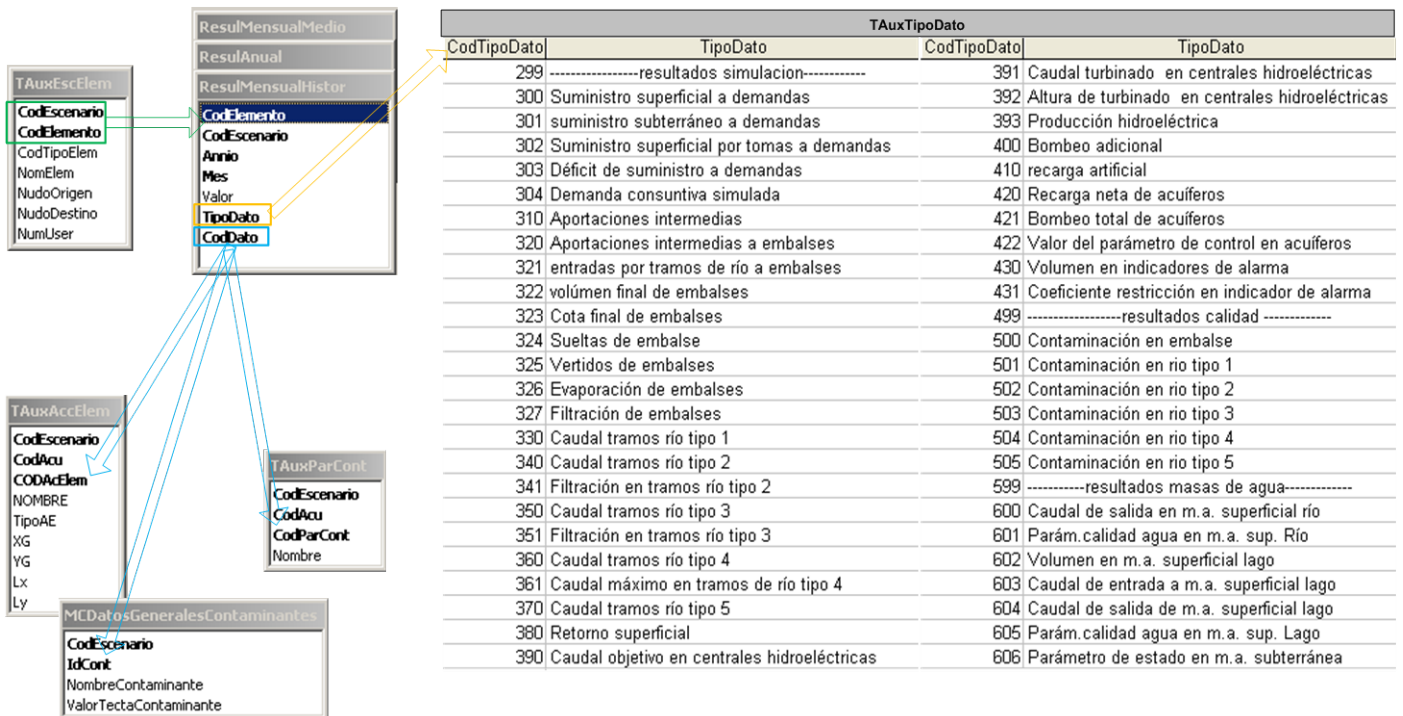 ResulMensualMedio
ResulAnual
ResulMensualHistor
CodElemento
CodEscenario
Annio
Mes
Valor
TipoDato
CodDato
TAuxEscElem
CodEscenario
CodElemento
CodTipoElem
NomElem
NudoOrigen
NudoDestino
NumUser
TAuxAccElem
CodEscenario
CodAcu
CODAcElem
NOMBRE
TipoAE
XG
YG
Lx
Ly
TAuxParCont
CodEscenario
CodAcu
CodParCont
Nombre
MCDatosGeneralesContaminantes
CodEscenario
IdCont
NombreContaminante
ValorTectaContaminante
TAuxTipoDato
CodTipoDato TipoDato CodTipoDato TipoDato
299 -----------------resultados simulacion------------ 391 Caudal turbinado en centrales hidroeléctricas
300 Suministro superficial a demandas 392 Altura de turbinado en centrales hidroeléctricas
301 suministro subterráneo a demandas 393 Producción hidroeléctrica
302 Suministro superficial por tomas a demandas 400 Bombeo adicional
303 Déficit de suministro a demandas 410 recarga artificial
304 Demanda consuntiva simulada 420 Recarga neta de acuíferos
310 Aportaciones intermedias 421 Bombeo total de acuíferos
320 Aportaciones intermedias a embalses 422 Valor del parámetro de control en acuíferos
321 entradas por tramos de río a embalses 430 Volumen en indicadores de alarma
322 volúmen final de embalses 431 Coeficiente restricción en indicador de alarma
323 Cota final de embalses 499 ------------------resultados calidad -------------
324 Sueltas de embalse 500 Contaminación en embalse
325 Vertidos de embalses 501 Contaminación en rio tipo 1
326 Evaporación de embalses 502 Contaminación en rio tipo 2
327 Filtración de embalses 503 Contaminación en rio tipo 3
330 Caudal tramos río tipo 1 504 Contaminación en rio tipo 4
340 Caudal tramos río tipo 2 505 Contaminación en rio tipo 5
341 Filtración en tramos río tipo 2 599 -----------resultados masas de agua-------------
350 Caudal tramos río tipo 3 600 Caudal de salida en m.a. superficial río
351 Filtración en tramos río tipo 3 601 Parám.calidad agua en m.a. sup. Río
360 Caudal tramos río tipo 4 602 Volumen en m.a. superficial lago
361 Caudal máximo en tramos de río tipo 4 603 Caudal de entrada a m.a. superficial lago
370 Caudal tramos río tipo 5 604 Caudal de salida de m.a. superficial lago
380 Retorno superficial 605 Parám.calidad agua en m.a. sup. Lago
390 Caudal objetivo en centrales hidroeléctricas 606 Parámetro de estado en m.a. subterránea